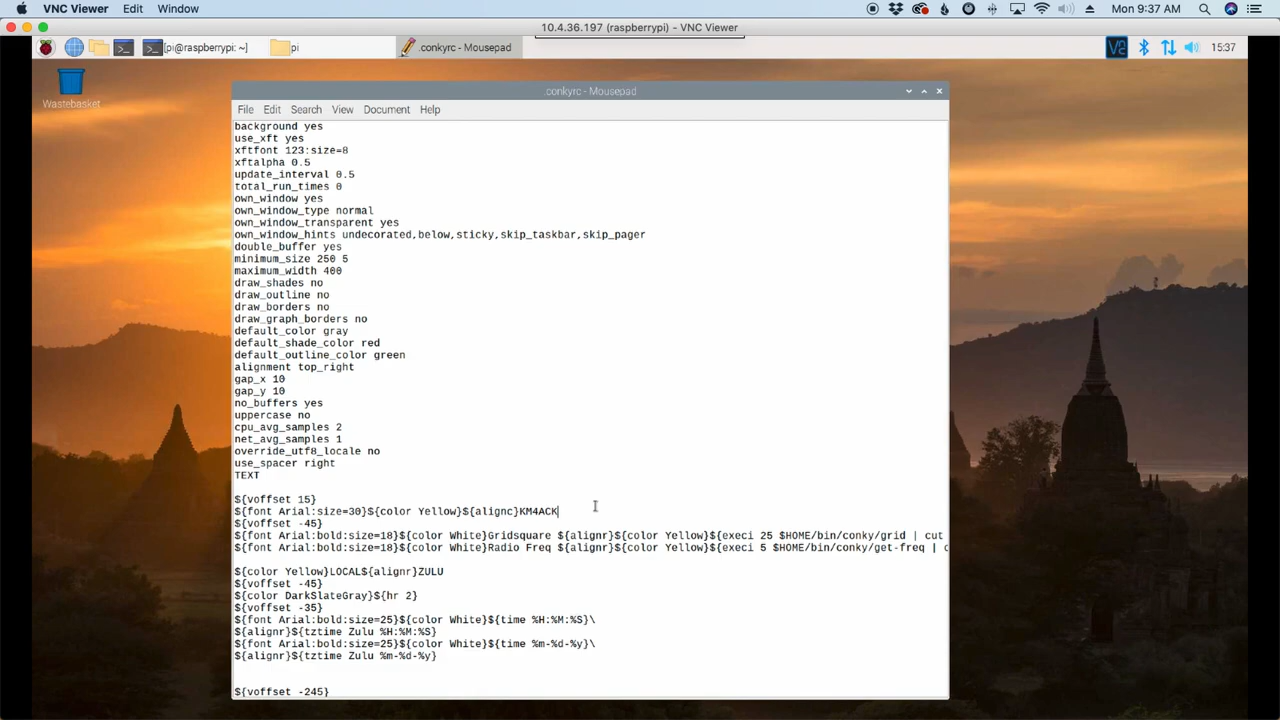 VNC Viewer Edit Window Mon 9:37 AM
10.4.36.197 (raspberrypi) - VNC Viewer
[pi@raspberrypi: ~] pi .conkyrc - Mousepad V2 15:37
Wastebasket
.conkyrc - Mousepad
File Edit Search View Document Help
background yes
use_xft yes
xftfont 123:size=8
xftalpha 0.5
update_interval 0.5
total_run_times 0
own_window yes
own_window_type normal
own_window_transparent yes
own_window_hints undecorated,below,sticky,skip_taskbar,skip_pager
double_buffer yes
minimum_size 250 5
maximum_width 400
draw_shades no
draw_outline no
draw_borders no
draw_graph_borders no
default_color gray
default_shade_color red
default_outline_color green
alignment top_right
gap_x 10
gap_y 10
no_buffers yes
uppercase no
cpu_avg_samples 2
net_avg_samples 1
override_utf8_locale no
use_spacer right
TEXT
${voffset 15}
${font Arial:size=30}${color Yellow}${alignc}KM4ACK
${voffset -45}
${font Arial:bold:size=18}${color White}Gridsquare ${alignr}${color Yellow}${execi 25 $HOME/bin/conky/grid | cut
${font Arial:bold:size=18}${color White}Radio Freq ${alignr}${color Yellow}${execi 5 $HOME/bin/conky/get-freq | c
${color Yellow}LOCAL${alignr}ZULU
${voffset -45}
${color DarkSlateGray}${hr 2}
${voffset -35}
${font Arial:bold:size=25}${color White}${time %H:%M:%S}\
${alignr}${tztime Zulu %H:%M:%S}
${font Arial:bold:size=25}${color White}${time %m-%d-%y}\
${alignr}${tztime Zulu %m-%d-%y}
${voffset -245}